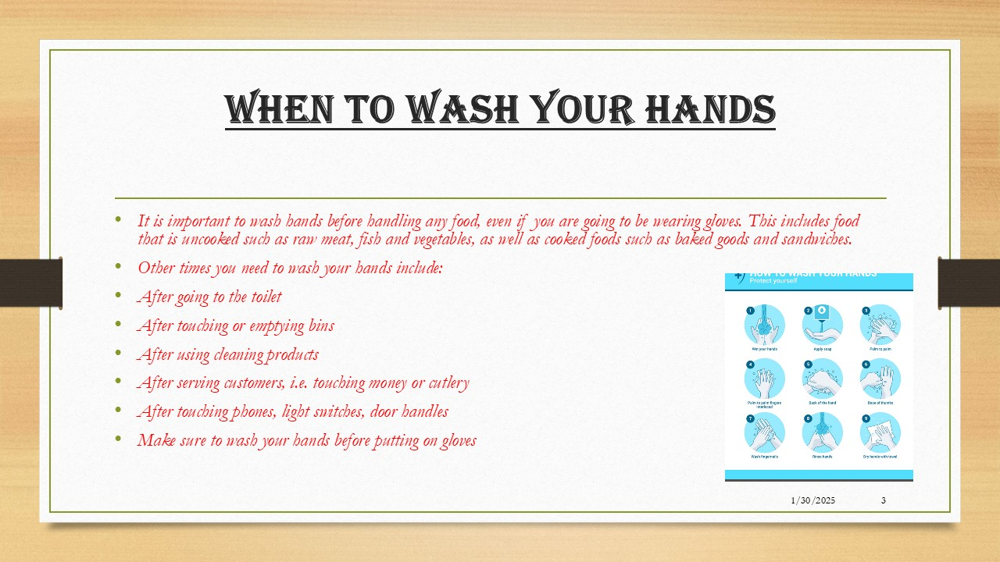 WHEN TO WASH YOUR HANDS
• It is important to wash hands before handling any food, even if you are going to be wearing gloves. This includes food
that is uncooked such as raw meat, fish and vegetables, as well as cooked foods such as baked goods and sandwiches.
• Other times you need to wash your hands include:
• After going to the toilet
• After touching or emptying bins
• After using cleaning products
• After serving customers, i.e. touching money or cutlery
• After touching phones, light switches, door handles
• Make sure to wash your hands before putting on gloves
HOW TO WASH YOUR HANDS
Protect yourself
1 2 3
Wet your hands Apply soap Palm to palm
4 5 6
Palm to palm fingers
interlaced
Back of the hand Base of thumbs
7 8 9
Wash fingernails Rinse hands Dry hands with towel
1/30/2025 3